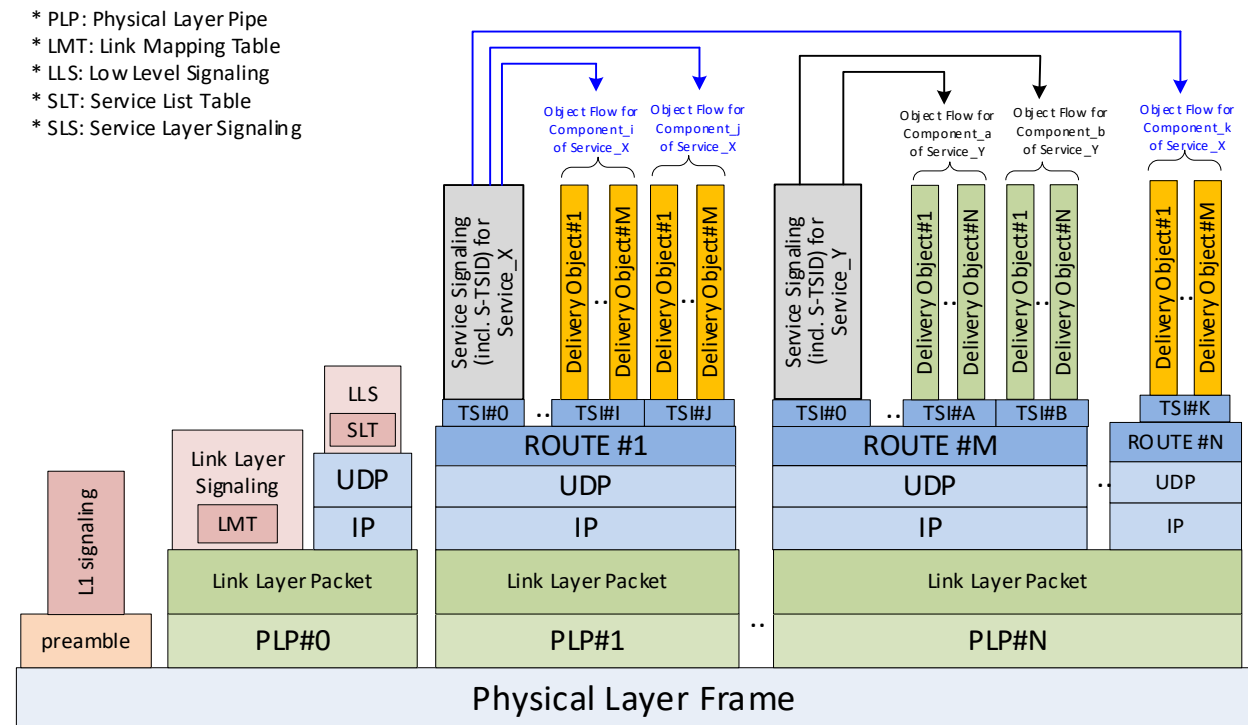 * PLP: Physical Layer Pipe
* LMT: Link Mapping Table
* LLS: Low Level Signaling
* SLT: Service List Table
* SLS: Service Layer Signaling
Object Flow for
Component_i
of Service_X
Object Flow for
Component_j
of Service_X
Object Flow for
Component_a
of Service_Y
Object Flow for
Component_b
of Service_Y
Object Flow for
Component_k
of Service_X
Service Signaling
(incl. S-TSID) for
Service_X
Delivery Object#1
..
Delivery Object#M
Delivery Object#1
..
Delivery Object#M
Service Signaling
(incl. S-TSID) for
Service_Y
Delivery Object#1
..
Delivery Object#N
Delivery Object#1
..
Delivery Object#N
Delivery Object#1
..
Delivery Object#M
LLS
SLT
TSI#0
..
TSI#I
TSI#J
TSI#0
..
TSI#A
TSI#B
TSI#K
ROUTE #1
ROUTE #M
ROUTE #N
Link Layer
Signaling
LMT
UDP
UDP
UDP
..
UDP
IP
IP
IP
IP
L1 signaling
Link Layer Packet
Link Layer Packet
Link Layer Packet
preamble
PLP#0
PLP#1
..
PLP#N
Physical Layer Frame